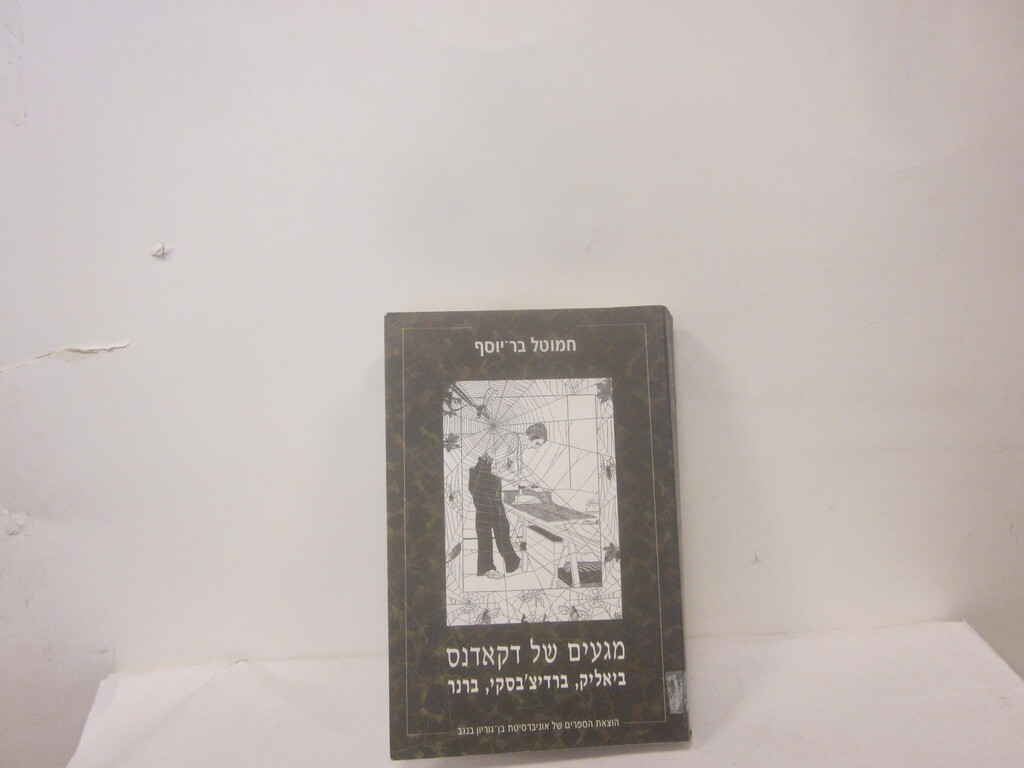 חמוטל בר־יוסף
מגעים של דקאדנס
ביאליק, ברדיצ'בסקי, ברנר
הוצאת הספרים של אוניברסיטת בן־גוריון בנגב